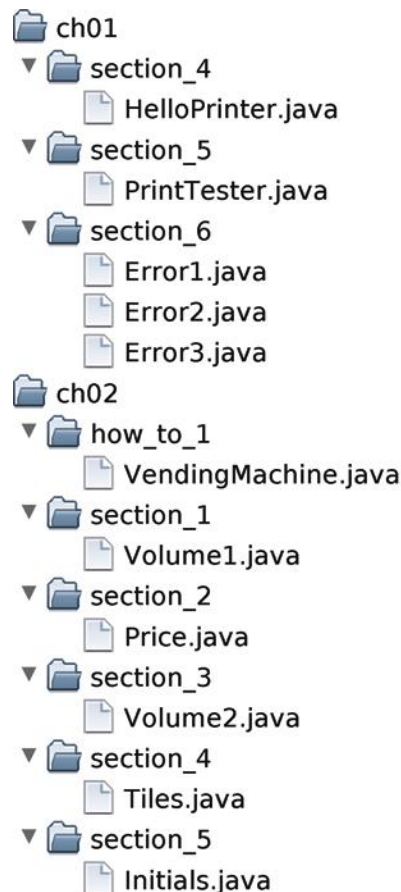 ch01
section_4
HelloPrinter.java
section_5
PrintTester.java
section_6
Error1.java
Error2.java
Error3.java
ch02
how_to_1
VendingMachine.java
section_1
Volume1.java
section_2
Price.java
section_3
Volume2.java
section_4
Tiles.java
section_5
Initials.java